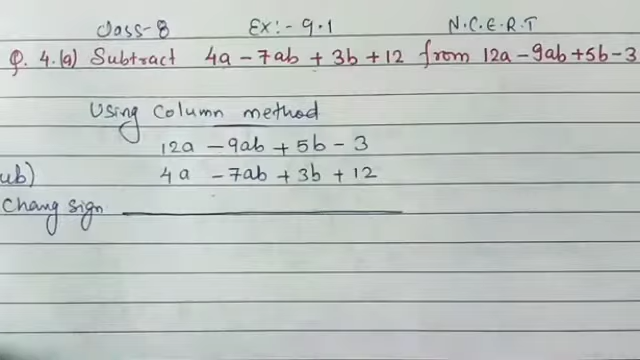 Class-8 Ex:- 9.1 N.C.E.R.T
Q. 4.(a) Subtract 4a - 7ab + 3b + 12 from 12a - 9ab + 5b - 3
Using Column method
12a - 9ab + 5b - 3
ub) 4a - 7ab + 3b + 12
Chang sign